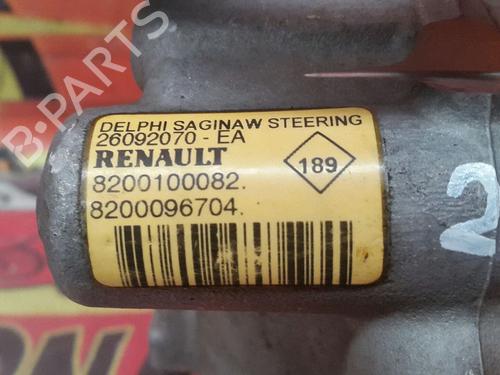 B-PARTS
DELPHI SAGINAW STEERING
26092070 - EA
RENAULT
189
8200100082.
8200096704.
2